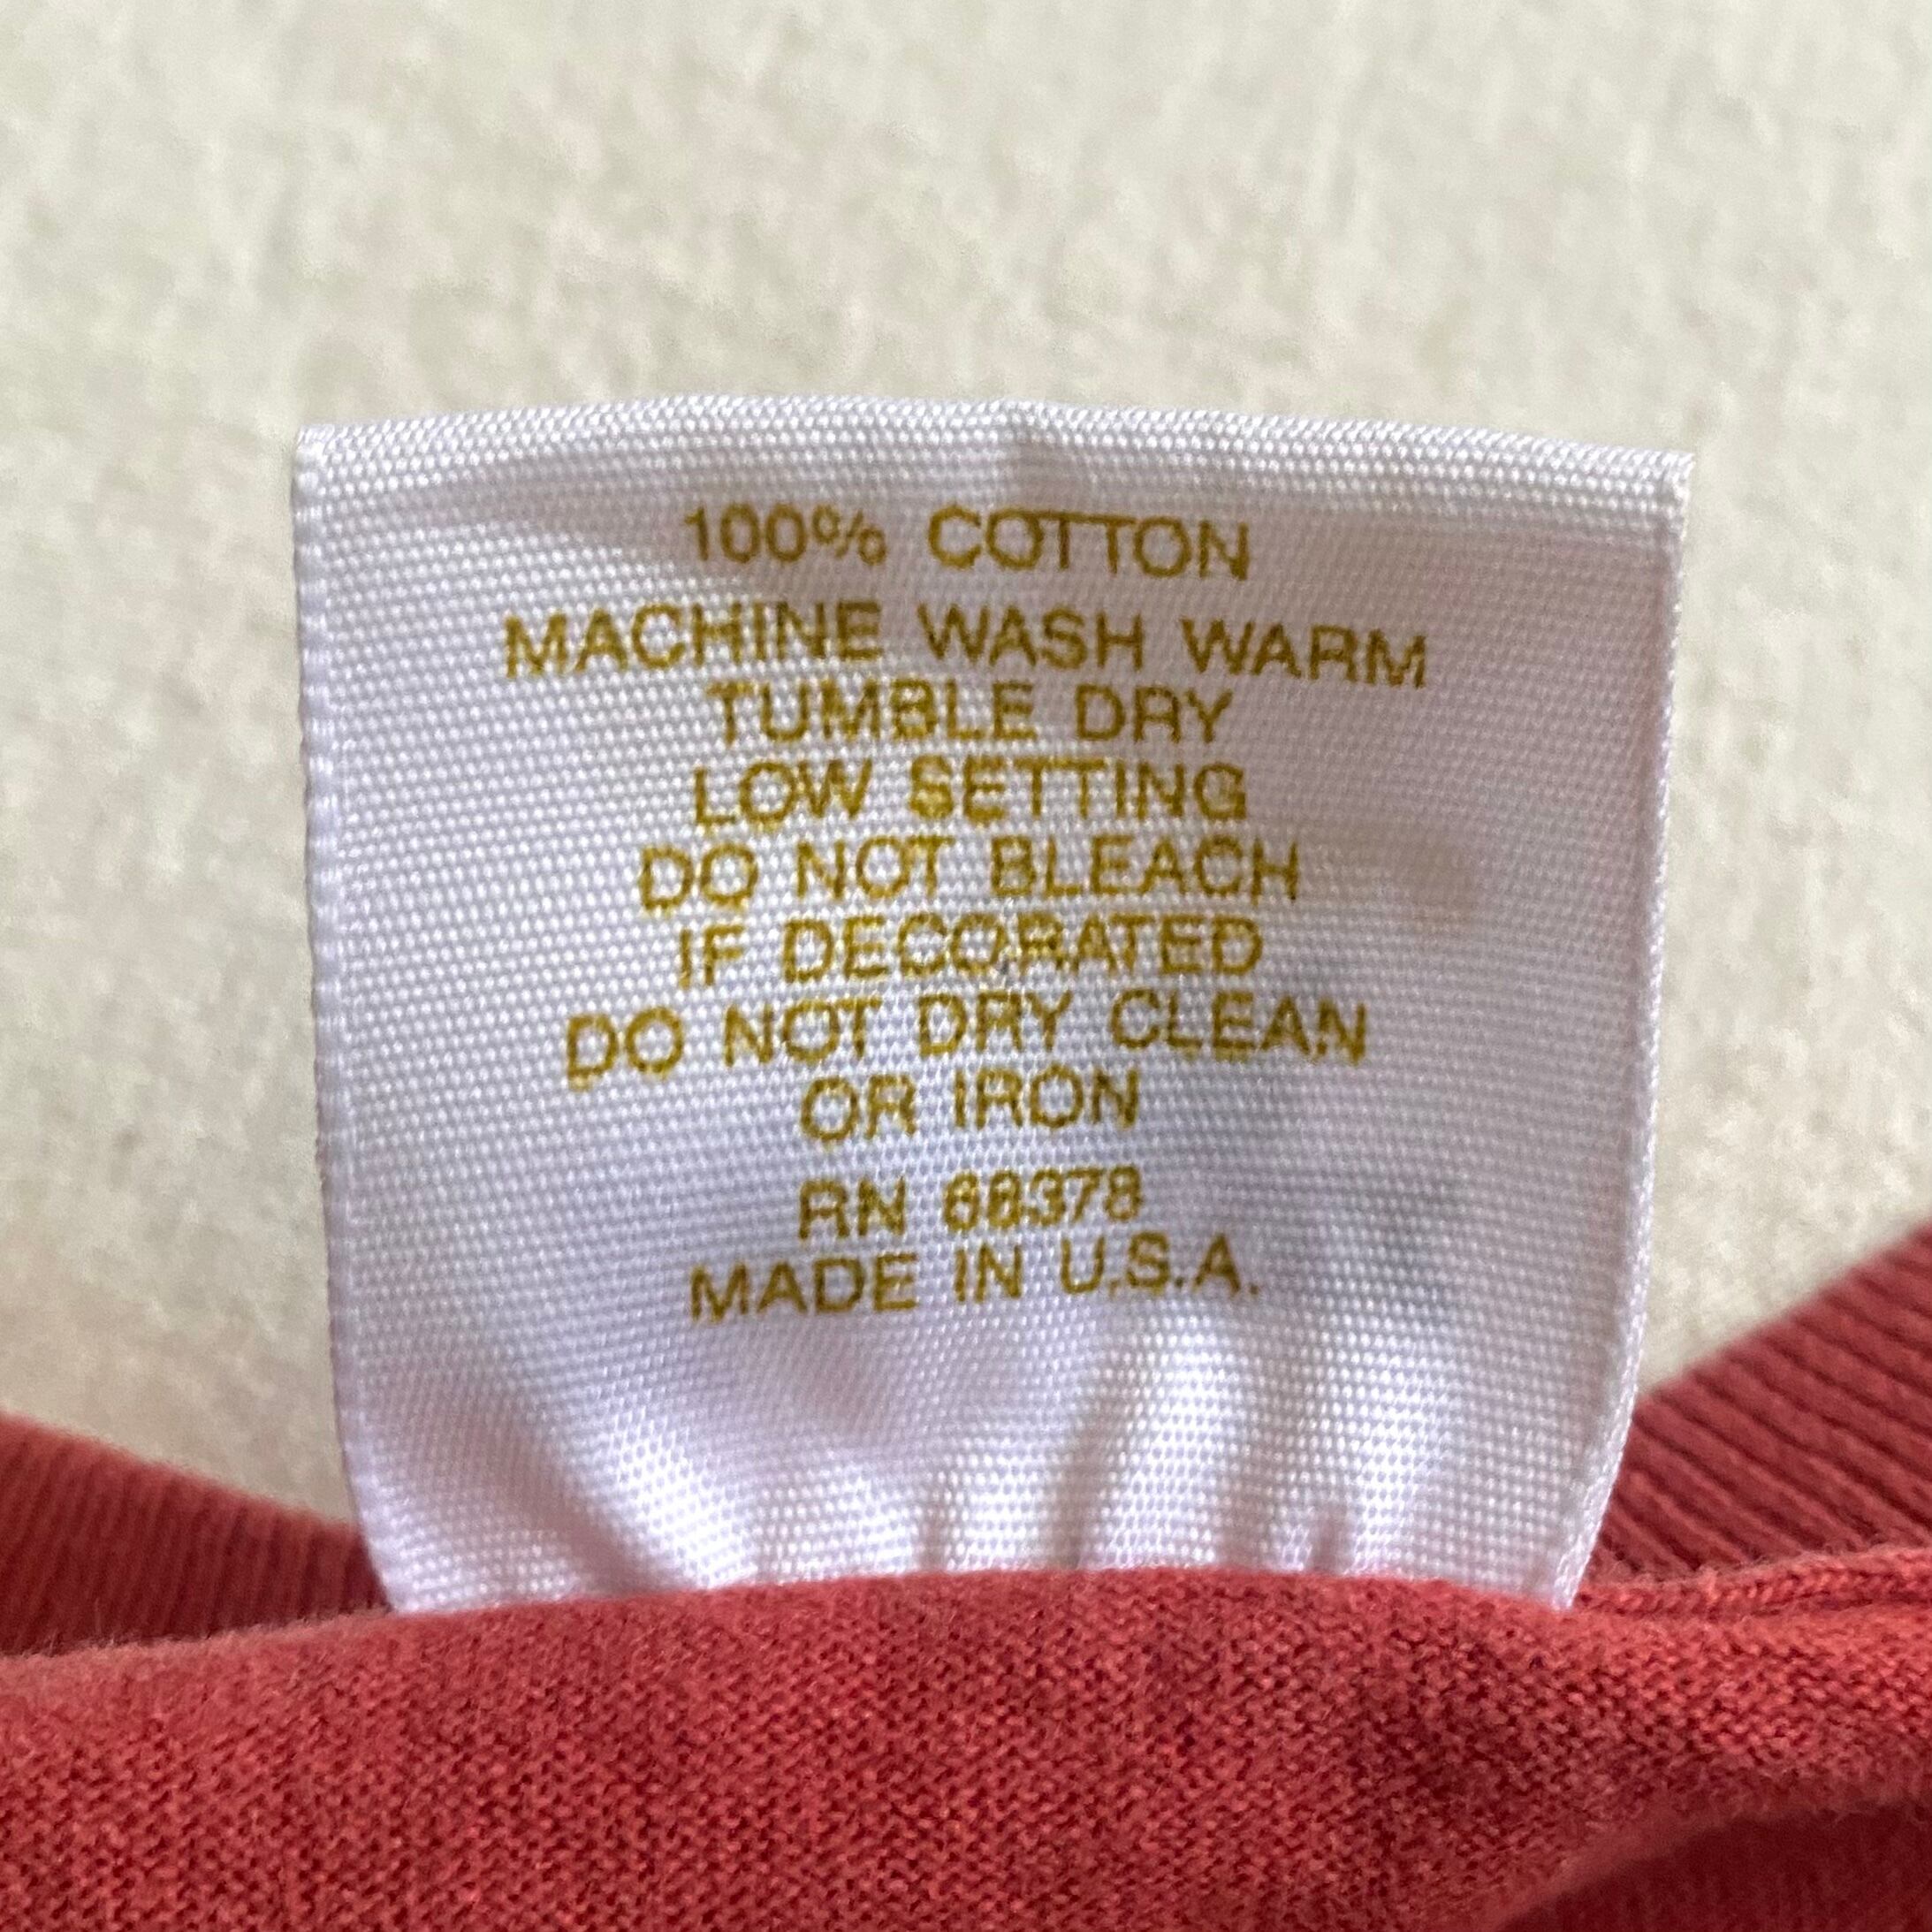 100% COTTON
MACHINE WASH WARM
TUMBLE DRY
LOW SETTING
DO NOT BLEACH
IF DECORATED
DO NOT DRY CLEAN
OR IRON
RN 68378
MADE IN U.S.A.